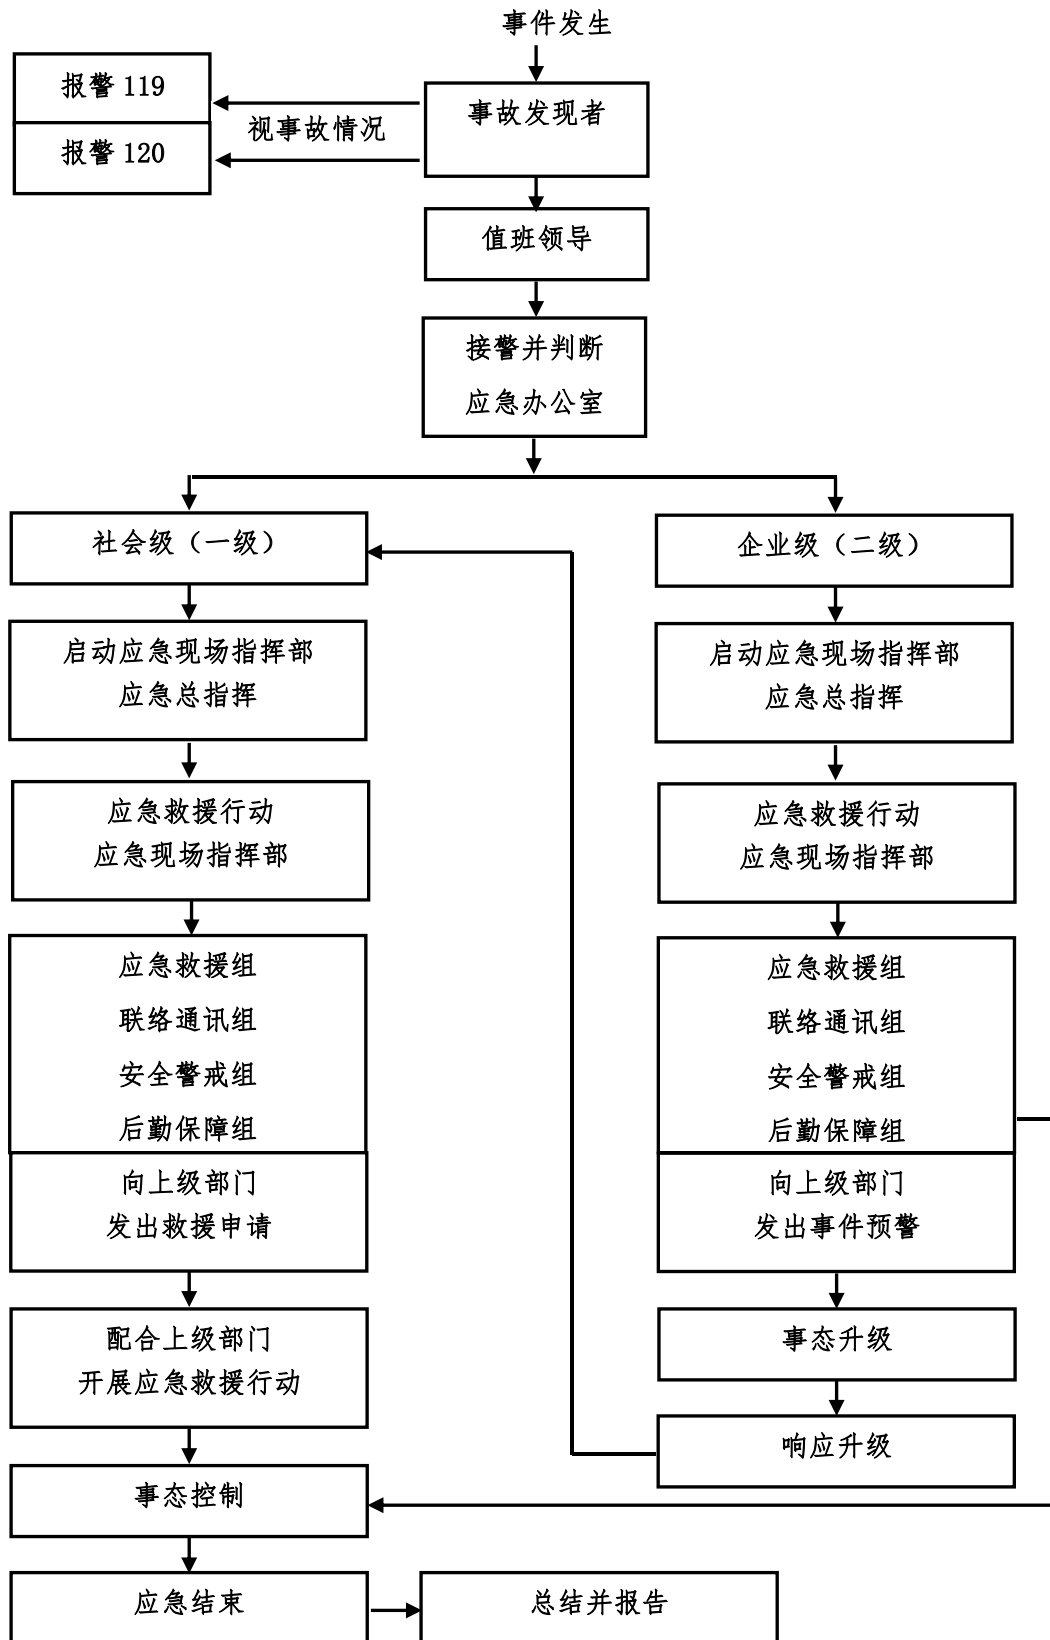 事件发生
报警 119
视事故情况
报警 120
事故发现者
值班领导
接警并判断
应急办公室
社会级（一级）
启动应急现场指挥部
应急总指挥
应急救援行动
应急现场指挥部
应急救援组
联络通讯组
安全警戒组
后勤保障组
向上级部门
发出救援申请
配合上级部门
开展应急救援行动
事态控制
应急结束
总结并报告
企业级（二级）
启动应急现场指挥部
应急总指挥
应急救援行动
应急现场指挥部
应急救援组
联络通讯组
安全警戒组
后勤保障组
向上级部门
发出事件预警
事态升级
响应升级